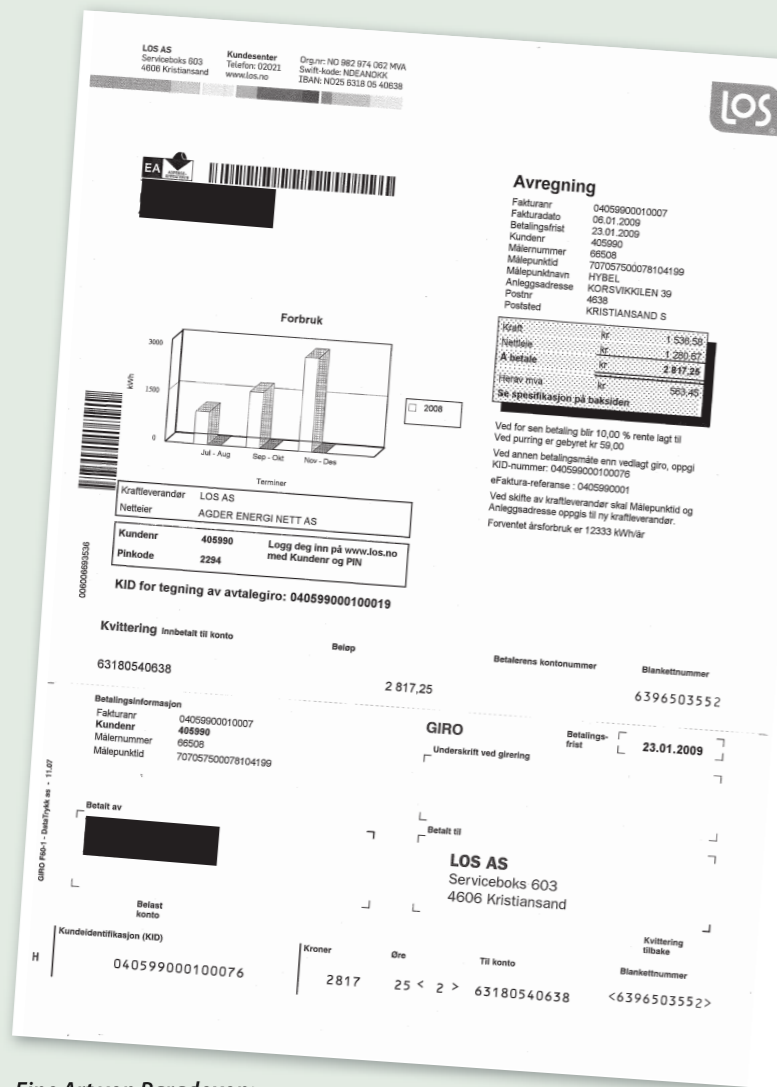 LOS AS
Serviceboks 603
4606 Kristiansand
Kundesenter
Telefon: 02021
www.los.no
Org.nr: NO 982 974 062 MVA
Swift-kode: NDEANOKK
IBAN: NO25 6318 05 40638
LOS
EA
Avregning
Fakturanr 04059900010007
Fakturadato 06.01.2009
Betalingsfrist 23.01.2009
Kundenr 405990
Målernummer 66508
Målepunktid 707057500078104199
Målepunktnavn HYBEL
Anleggsadresse KORSVIKKILEN 39
Postnr 4638
Poststed KRISTIANSAND S
Kraft kr 1 536,58
Nettleie kr 1 280,67
Å betale kr 2 817,25
Herav mva kr 563,45
Se spesifikasjon på baksiden
Ved for sen betaling blir 10,00 % rente lagt til
Ved purring er gebyret kr 59,00
Ved annen betalingsmåte enn vedlagt giro, oppgi
KID-nummer: 040599000100076
eFaktura-referanse : 0405990001
Ved skifte av kraftleverandør skal Målepunktid og
Anleggsadresse oppgis til ny kraftleverandør.
Forventet årsforbruk er 12333 kWh/år
Forbruk
kWh
3000
1500
0
Jul - Aug
Sep - Okt
Nov - Des
2008
Terminer
Kraftleverandør LOS AS
Netteier AGDER ENERGI NETT AS
Kundenr 405990 Logg deg inn på www.los.no
Pinkode 2294 med Kundenr og PIN
006006693536
KID for tegning av avtalegiro: 040599000100019
Kvittering Innbetalt til konto Beløp Betalerens kontonummer Blankettnummer
63180540638 2 817,25 6396503552
Betalingsinformasjon
Fakturanr 04059900010007
Kundenr 405990
Målernummer 66508
Målepunktid 707057500078104199
GIRO
Underskrift ved girering
Betalings-
frist
23.01.2009
GIRO F60-1 - DataTrykk as - 11.07
Betalt av
Betalt til
LOS AS
Serviceboks 603
4606 Kristiansand
Belast
konto
Kvittering
tilbake
Kundeidentifikasjon (KID) Kroner Øre Til konto Blankettnummer
H 040599000100076 2817 25 < 2 > 63180540638 <6396503552>